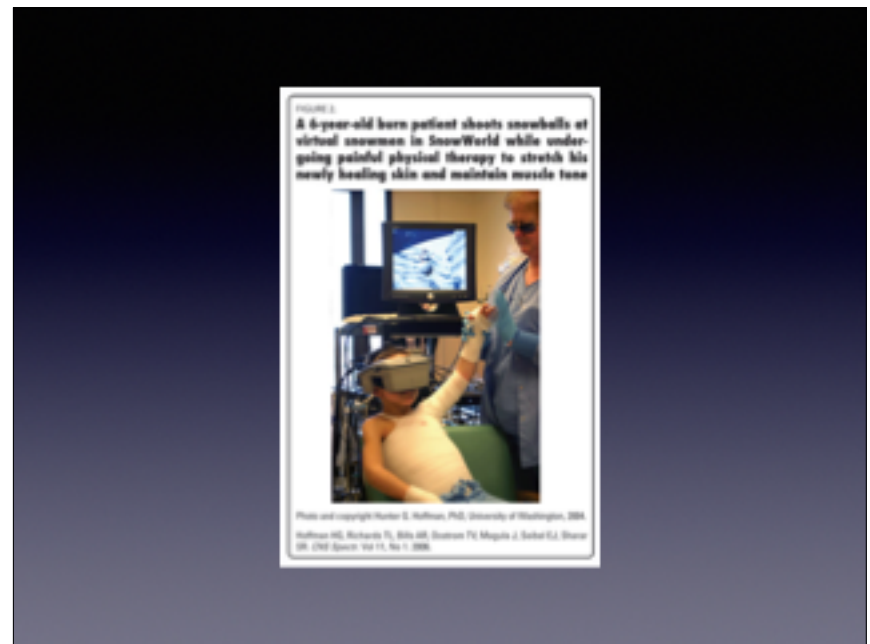 FIGURE 2.
A 6-year-old burn patient shoots snowballs at
virtual snowmen in SnowWorld while under-
going painful physical therapy to stretch his
newly healing skin and maintain muscle tone
Photo and copyright Hunter G. Hoffman, PhD, University of Washington, 2004.
Hoffman HG, Richards TL, Bills AR, Oostrom TV, Magula J, Seibel EJ, Sharar
SR. CNS Spectr. Vol 11, No 1. 2006.